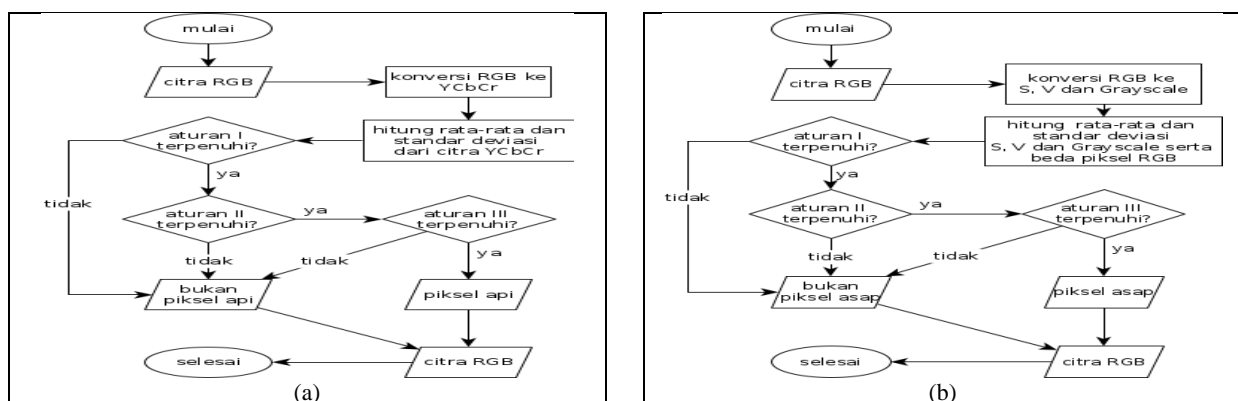 mulai
citra RGB
konversi RGB ke
YCbCr
hitung rata-rata dan
standar deviasi
dari citra YCbCr
aturan I
terpenuhi?
ya
tidak
aturan II
terpenuhi?
ya
aturan III
terpenuhi?
tidak
tidak
ya
bukan
piksel api
piksel api
citra RGB
selesai
(a)
mulai
citra RGB
konversi RGB ke
S, V dan Grayscale
hitung rata-rata dan
standar deviasi
S, V dan Grayscale serta
beda piksel RGB
aturan I
terpenuhi?
ya
tidak
aturan II
terpenuhi?
ya
aturan III
terpenuhi?
tidak
tidak
ya
bukan
piksel asap
piksel asap
citra RGB
selesai
(b)